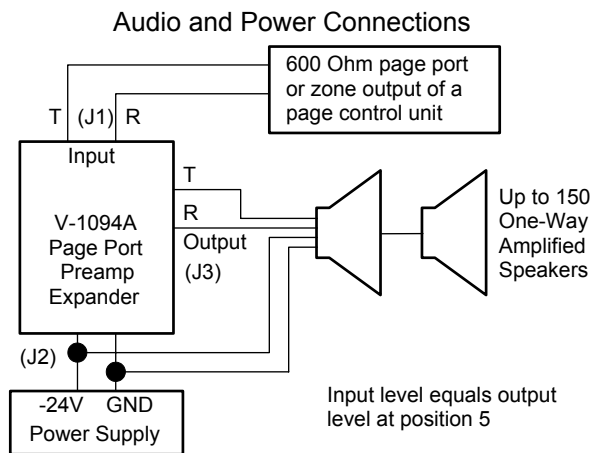 Audio and Power Connections
600 Ohm page port
or zone output of a
page control unit
T (J1) R
Input
V-1094A
Page Port
Preamp
Expander
T
R
Output
(J3)
Up to 150
One-Way
Amplified
Speakers
(J2)
-24V GND
Power Supply
Input level equals output
level at position 5